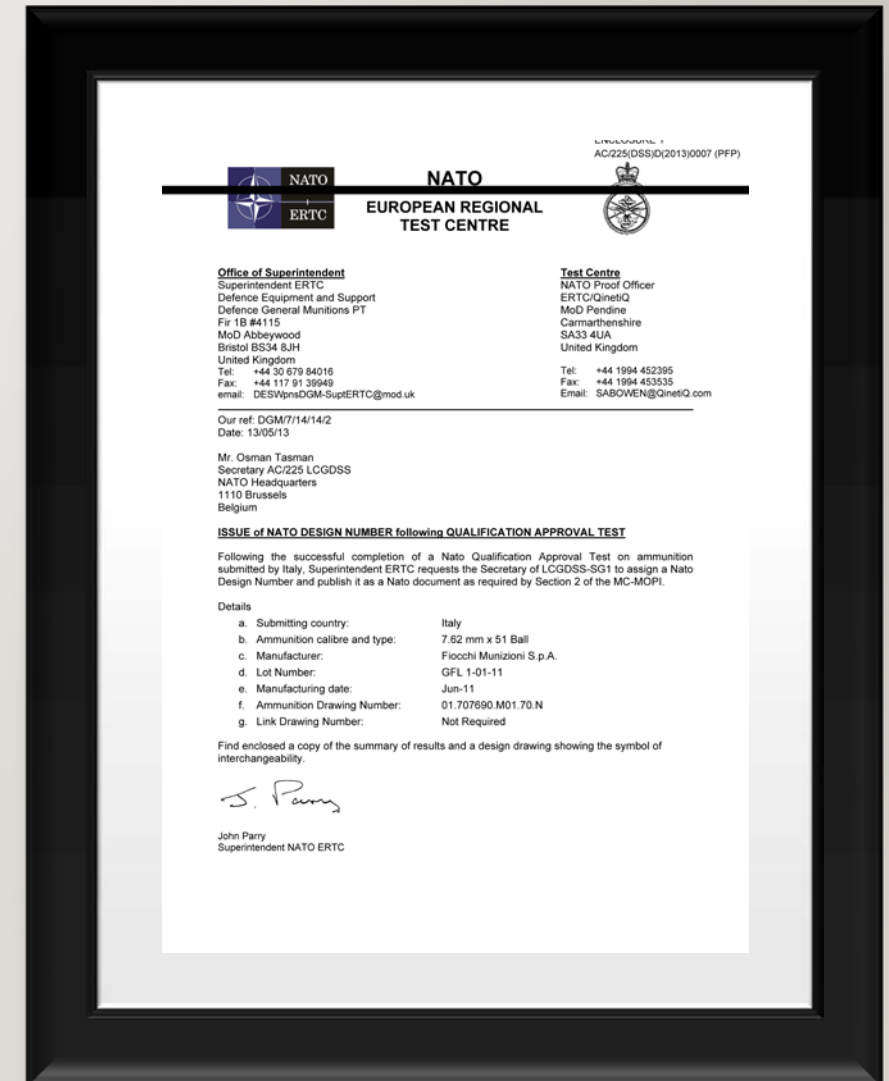 ENCLOSURE 1
AC/225(DSS)D(2013)0007 (PFP)
NATO
ERTC
NATO
EUROPEAN REGIONAL
TEST CENTRE
Office of Superintendent
Superintendent ERTC
Defence Equipment and Support
Defence General Munitions PT
Fir 1B #4115
MoD Abbeywood
Bristol BS34 8JH
United Kingdom
Tel: +44 30 679 84016
Fax: +44 117 91 39949
email: DESWpnsDGM-SuptERTC@mod.uk
Test Centre
NATO Proof Officer
ERTC/QinetiQ
MoD Pendine
Carmarthenshire
SA33 4UA
United Kingdom
Tel: +44 1994 452395
Fax: +44 1994 453535
Email: SABOWEN@QinetiQ.com
Our ref: DGM/7/14/14/2
Date: 13/05/13
Mr. Osman Tasman
Secretary AC/225 LCGDSS
NATO Headquarters
1110 Brussels
Belgium
ISSUE of NATO DESIGN NUMBER following QUALIFICATION APPROVAL TEST
Following the successful completion of a Nato Qualification Approval Test on ammunition
submitted by Italy, Superintendent ERTC requests the Secretary of LCGDSS-SG1 to assign a Nato
Design Number and publish it as a Nato document as required by Section 2 of the MC-MOPI.
Details
a. Submitting country: Italy
b. Ammunition calibre and type: 7.62 mm x 51 Ball
c. Manufacturer: Fiocchi Munizioni S.p.A.
d. Lot Number: GFL 1-01-11
e. Manufacturing date: Jun-11
f. Ammunition Drawing Number: 01.707690.M01.70.N
g. Link Drawing Number: Not Required
Find enclosed a copy of the summary of results and a design drawing showing the symbol of
interchangeability.
J. Parry
John Parry
Superintendent NATO ERTC